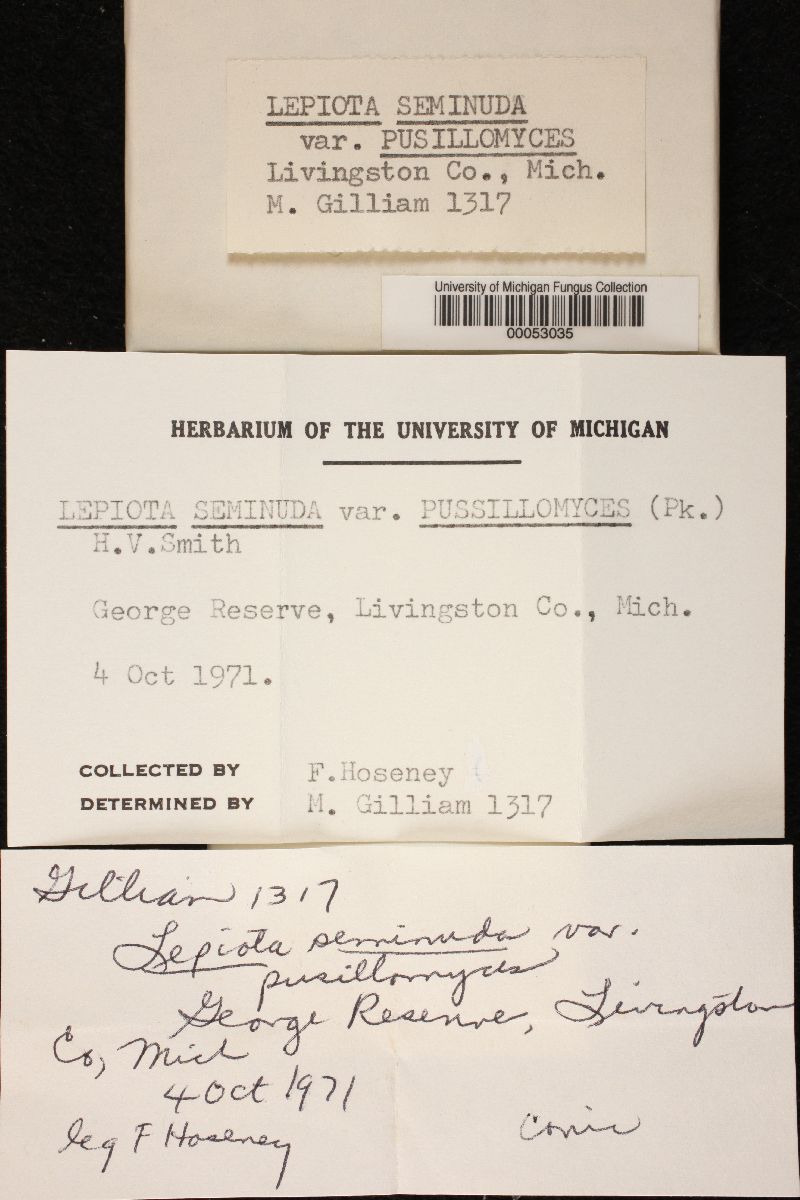 LEPIOTA SEMINUDA
var. PUSILLOMYCES
Livingston Co., Mich.
M. Gilliam 1317
University of Michigan Fungus Collection
00053035
HERBARIUM OF THE UNIVERSITY OF MICHIGAN
LEPIOTA SEMINUDA var. PUSSILLOMYCES (Pk.)
H.V.Smith
George Reserve, Livingston Co., Mich.
4 Oct 1971.
COLLECTED BY F.Hoseney
DETERMINED BY M. Gilliam 1317
Gilliam 1317
Lepiota seminuda var.
pusillomyces
George Reserve, Livingston
Co, Mich
4 Oct 1971
leg F Hoseney